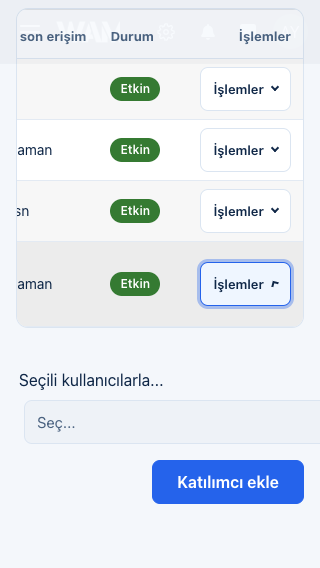 son erişim Durum İşlemler
Etkin İşlemler
aman Etkin İşlemler
sn Etkin İşlemler
aman Etkin İşlemler
Seçili kullanıcılarla...
Seç...
Katılımcı ekle